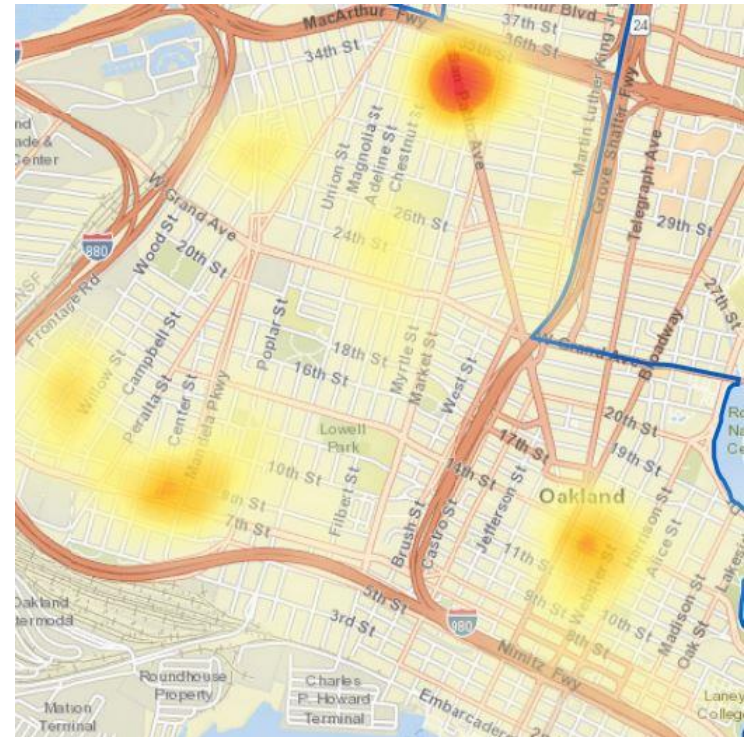 MacArthur Fwy
37th St
36th St
35th St
34th St
24
San Pablo Ave
Martin Luther King Jr
Grove Shafter Fwy
Telegraph Ave
Union St
Magnolia St
Adeline St
Chestnut St
W Grand Ave
26th St
24th St
29th St
27th St
880
Wood St
20th St
Frontage Rd
Broadway
W Grand Ave
Poplar St
Campbell St
Willow St
Peralta St
Center St
Mandela Pkwy
18th St
16th St
Myrtle St
Market St
West St
Lowell
Park
20th St
19th St
17th St
14th St
10th St
8th St
7th St
Filbert St
Brush St
Castro St
Jefferson St
Oakland
11th St
Harrison St
Alice St
Webster St
9th St
10th St
8th St
Madison St
Oak St
5th St
3rd St
980
Nimitz Fwy
Embarcadero
Oakland
Roundhouse
Property
Charles
P. Howard
Terminal
Terminal
Laney